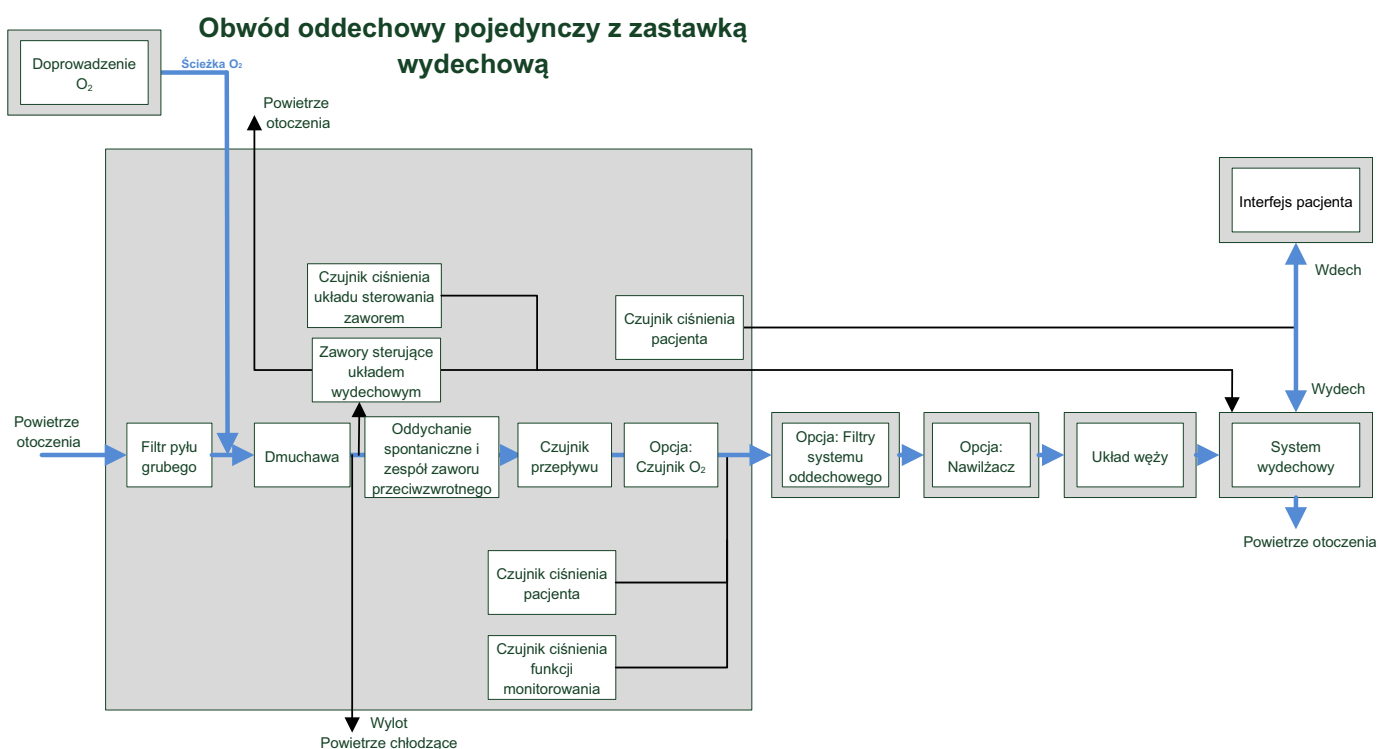 Obwód oddechowy pojedynczy z zastawką
wydechową
Doprowadzenie
O₂
Ścieżka O₂
Powietrze
otoczenia
Interfejs pacjenta
Wdech
Czujnik ciśnienia
układu sterowania
zaworem
Czujnik ciśnienia
pacjenta
Zawory sterujące
układem
wydechowym
Wydech
Powietrze
otoczenia
Filtr pyłu
grubego
Dmuchawa
Oddychanie
spontaniczne i
zespół zaworu
przeciwzwrotnego
Czujnik
przepływu
Opcja:
Czujnik O₂
Opcja: Filtry
systemu
oddechowego
Opcja:
Nawilżacz
Układ węży
System
wydechowy
Powietrze otoczenia
Czujnik ciśnienia
pacjenta
Czujnik ciśnienia
funkcji
monitorowania
Wylot
Powietrze chłodzące